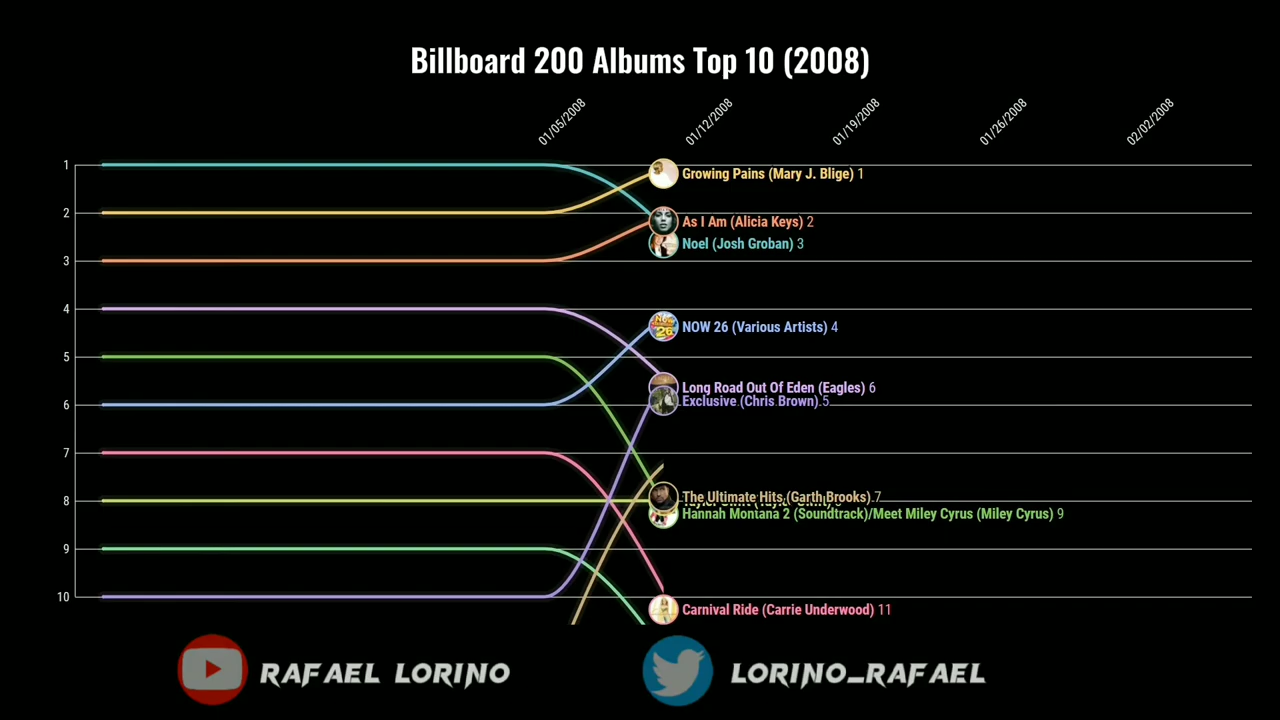 Billboard 200 Albums Top 10 (2008)
01/05/2008
01/12/2008
01/19/2008
01/26/2008
02/02/2008
1
Growing Pains (Mary J. Blige) 1
2
As I Am (Alicia Keys) 2
Noel (Josh Groban) 3
3
4
NOW 26 (Various Artists) 4
5
Long Road Out Of Eden (Eagles) 6
Exclusive (Chris Brown) 5
6
7
The Ultimate Hits (Garth Brooks) 7
8
Hannah Montana 2 (Soundtrack)/Meet Miley Cyrus (Miley Cyrus) 9
9
10
Carnival Ride (Carrie Underwood) 11
RAFAEL LORINO
LORINO_RAFAEL